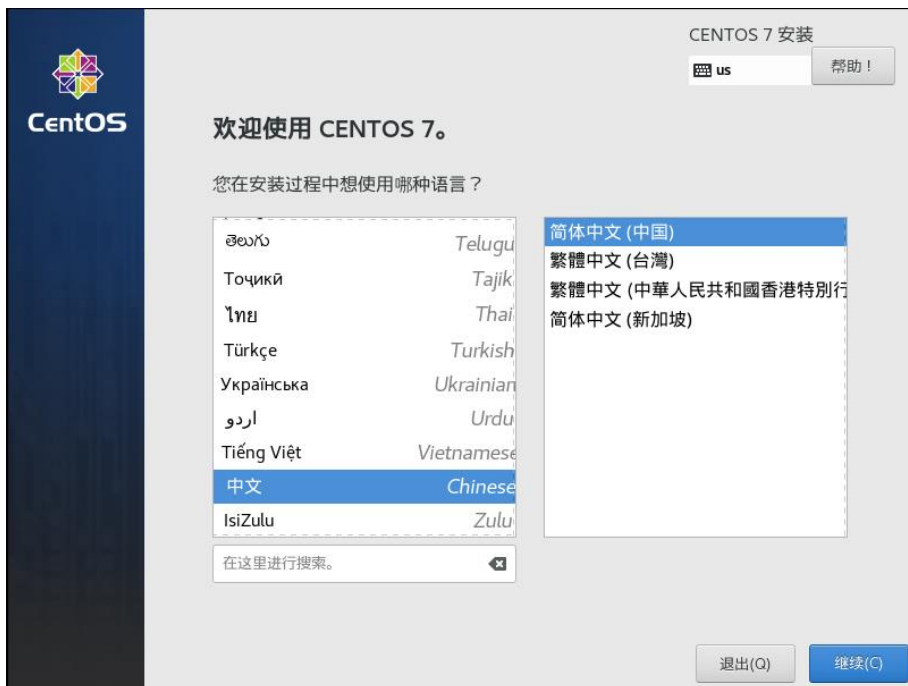 CENTOS 7 安装
us
帮助！
CentOS
欢迎使用 CENTOS 7。
您在安装过程中想使用哪种语言？
తెలుగు Telugu
Тоҷикӣ Tajik
ไทย Thai
Türkçe Turkish
Українська Ukrainian
اردو Urdu
Tiếng Việt Vietnamese
中文 Chinese
IsiZulu Zulu
简体中文 (中国)
繁體中文 (台灣)
繁體中文 (中華人民共和國香港特別行
简体中文 (新加坡)
在这里进行搜索。
退出(Q)
继续(C)